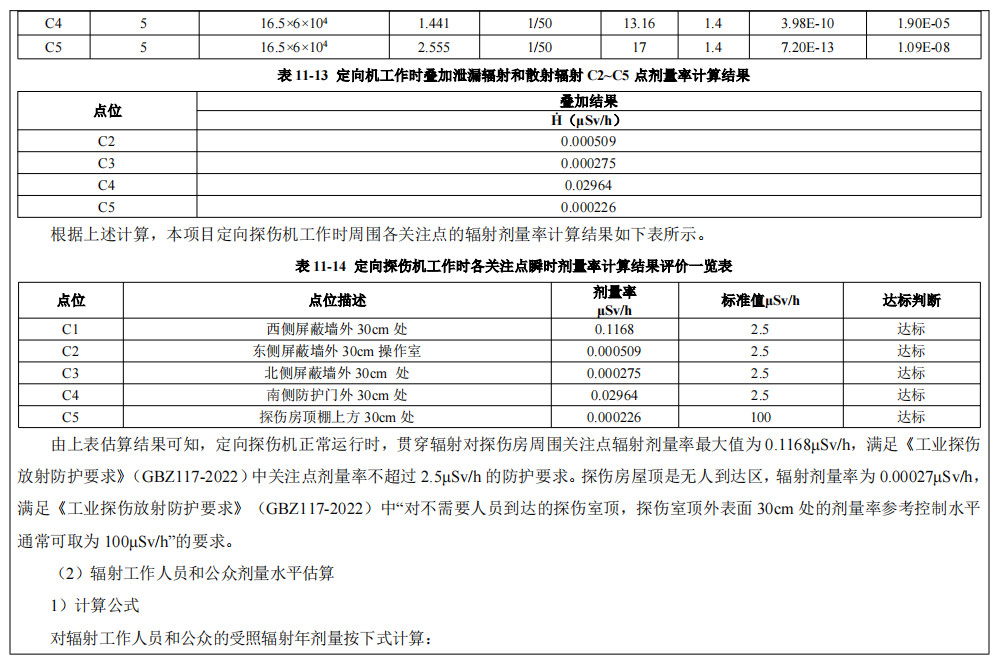 C4 5 16.5×6×10⁴ 1.441 1/50 13.16 1.4 3.98E-10 1.90E-05
C5 5 16.5×6×10⁴ 2.555 1/50 17 1.4 7.20E-13 1.09E-08
表 11-13 定向机工作时叠加泄漏辐射和散射辐射 C2~C5 点剂量率计算结果
点位 叠加结果
Ḣ（μSv/h）
C2 0.000509
C3 0.000275
C4 0.02964
C5 0.000226
根据上述计算，本项目定向探伤机工作时周围各关注点的辐射剂量率计算结果如下表所示。
表 11-14 定向探伤机工作时各关注点瞬时剂量率计算结果评价一览表
点位 点位描述 剂量率 μSv/h 标准值μSv/h 达标判断
C1 西侧屏蔽墙外 30cm 处 0.1168 2.5 达标
C2 东侧屏蔽墙外 30cm 操作室 0.000509 2.5 达标
C3 北侧屏蔽墙外 30cm 处 0.000275 2.5 达标
C4 南侧防护门外 30cm 处 0.02964 2.5 达标
C5 探伤房顶棚上方 30cm 处 0.000226 100 达标
由上表估算结果可知，定向探伤机正常运行时，贯穿辐射对探伤房周围关注点辐射剂量率最大值为 0.1168μSv/h，满足《工业探伤
放射防护要求》（GBZ117-2022）中关注点剂量率不超过 2.5μSv/h 的防护要求。探伤房屋顶是无人到达区，辐射剂量率为 0.00027μSv/h，
满足《工业探伤放射防护要求》（GBZ117-2022）中“对不需要人员到达的探伤室顶，探伤室顶外表面 30cm 处的剂量率参考控制水平
通常可取为 100μSv/h”的要求。
（2）辐射工作人员和公众剂量水平估算
1）计算公式
对辐射工作人员和公众的受照辐射年剂量按下式计算：